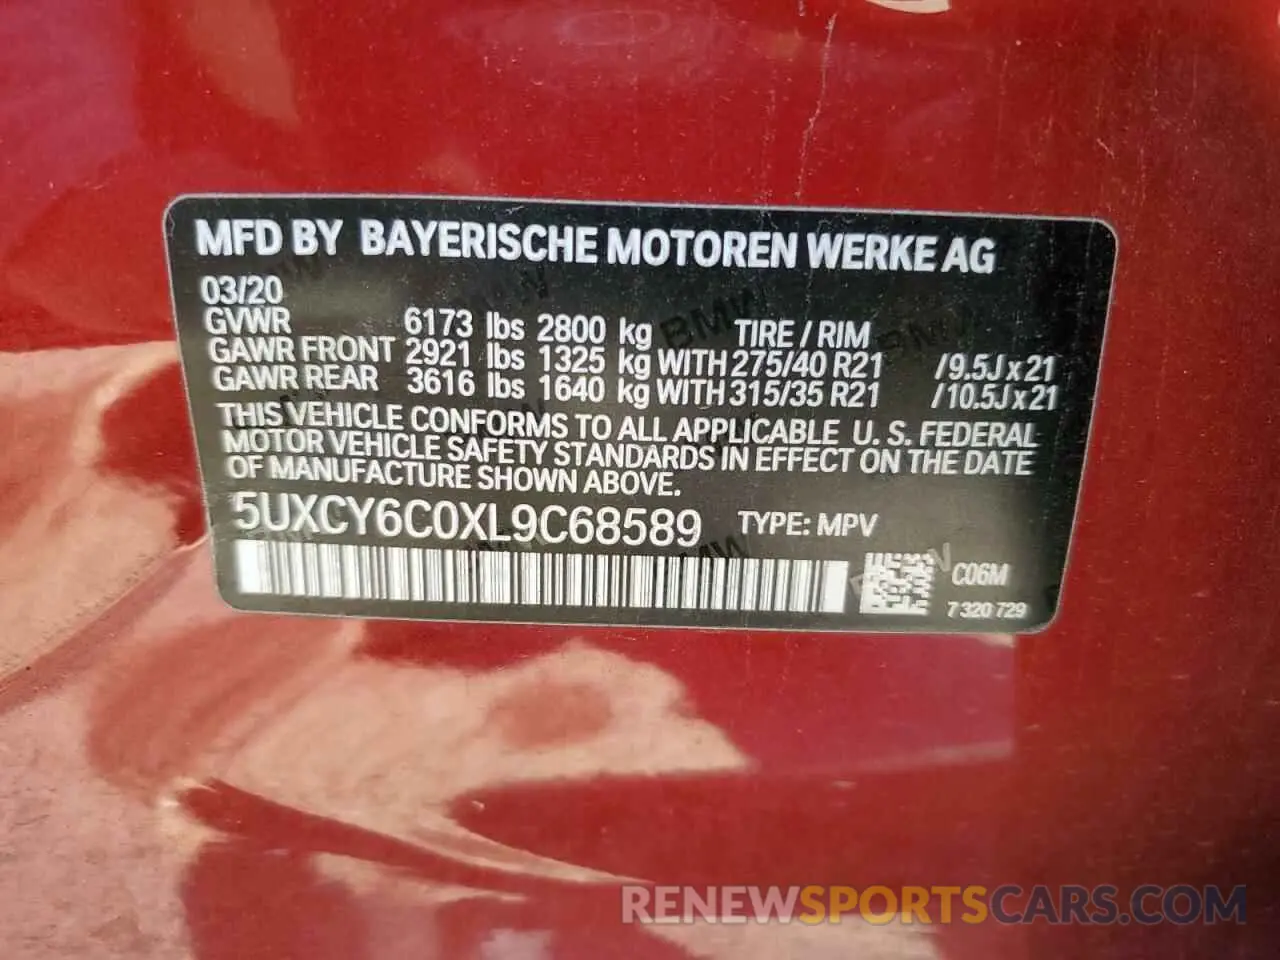 MFD BY BAYERISCHE MOTOREN WERKE AG
03/20
GVWR 6173 lbs 2800 kg TIRE / RIM
GAWR FRONT 2921 lbs 1325 kg WITH 275/40 R21 /9.5J x 21
GAWR REAR 3616 lbs 1640 kg WITH 315/35 R21 /10.5J x 21
THIS VEHICLE CONFORMS TO ALL APPLICABLE U. S. FEDERAL
MOTOR VEHICLE SAFETY STANDARDS IN EFFECT ON THE DATE
OF MANUFACTURE SHOWN ABOVE.
5UXCY6C0XL9C68589 TYPE: MPV
C06M
7 320 729
RENEWSPORTSCARS.COM